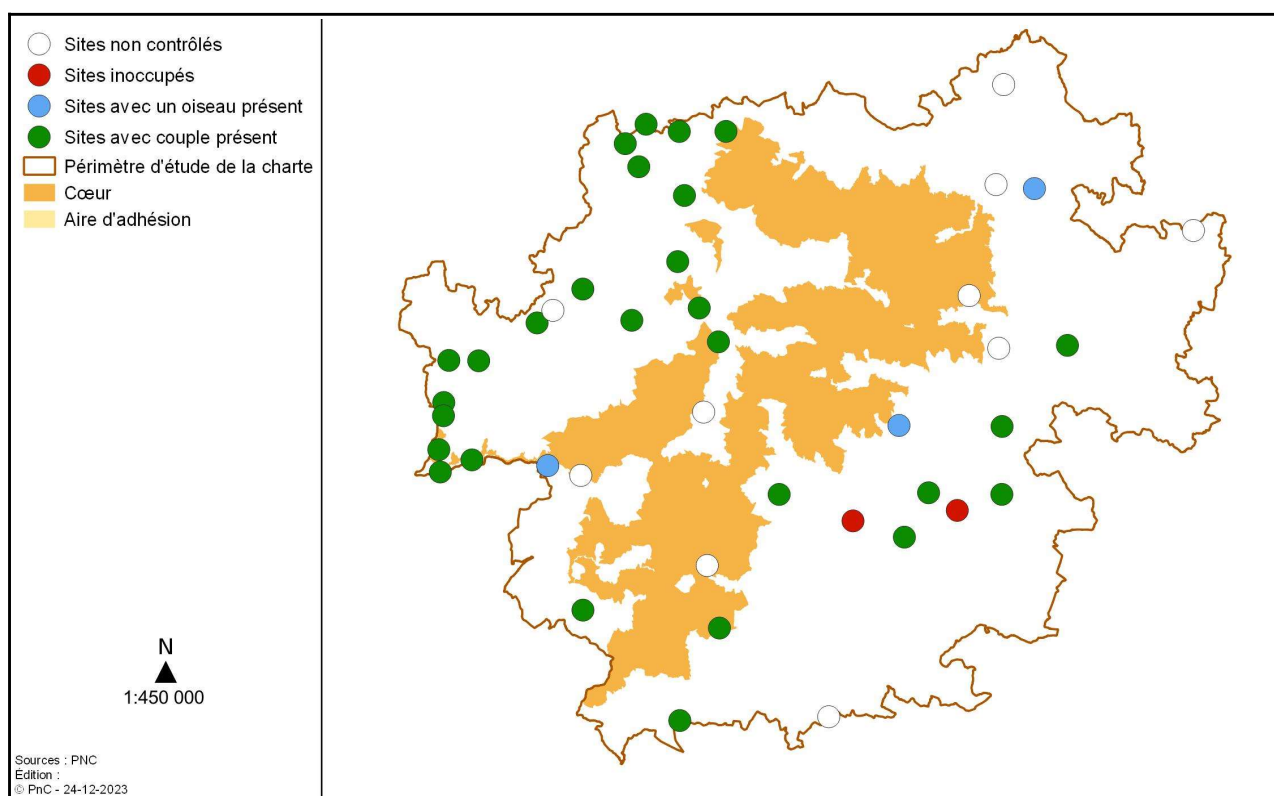 Sites non contrôlés
Sites inoccupés
Sites avec un oiseau présent
Sites avec couple présent
Périmètre d'étude de la charte
Cœur
Aire d'adhésion
N
1:450 000
Sources : PNC
Édition :
© PnC - 24-12-2023